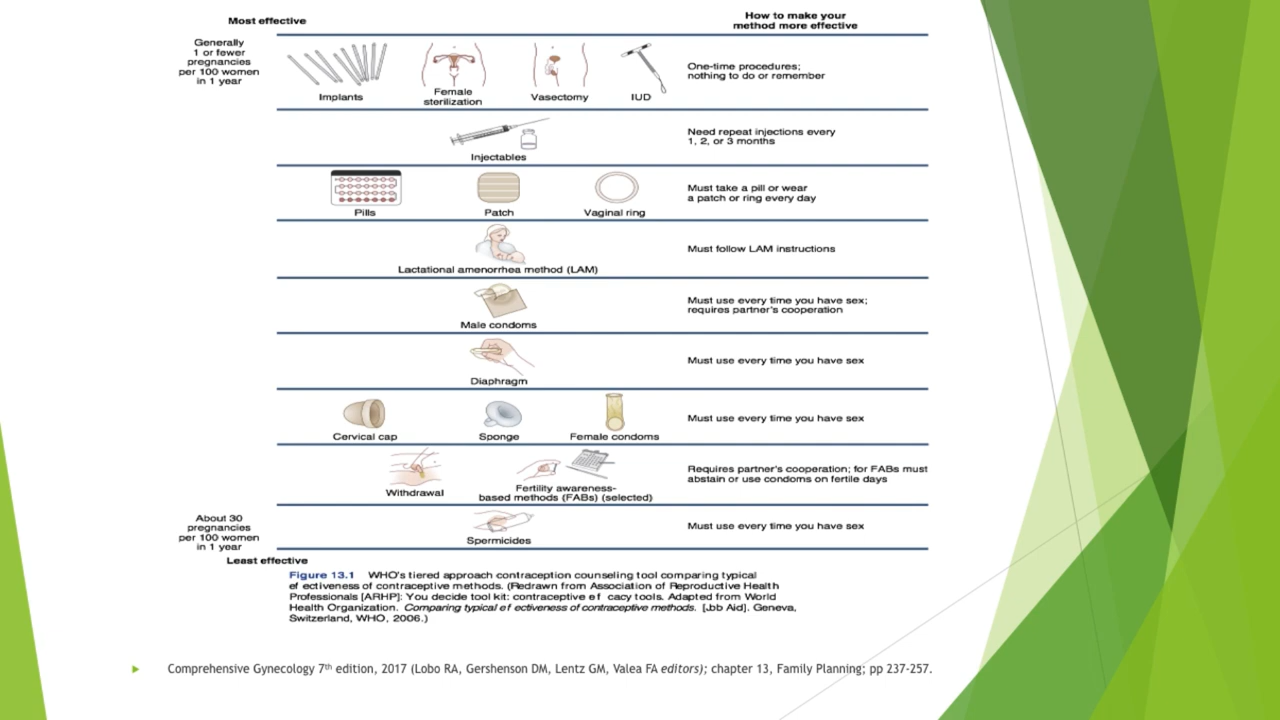 Most effective
How to make your
method more effective
Generally
1 or fewer
pregnancies
per 100 women
in 1 year
Implants
Female
sterilization
Vasectomy
IUD
One-time procedures;
nothing to do or remember
Injectables
Need repeat injections every
1, 2, or 3 months
Pills
Patch
Vaginal ring
Must take a pill or wear
a patch or ring every day
Lactational amenorrhea method (LAM)
Must follow LAM instructions
Male condoms
Must use every time you have sex;
requires partner's cooperation
Diaphragm
Must use every time you have sex
Cervical cap
Sponge
Female condoms
Must use every time you have sex
Withdrawal
Fertility awareness-
based methods (FABs) (selected)
Requires partner's cooperation; for FABs must
abstain or use condoms on fertile days
About 30
pregnancies
per 100 women
in 1 year
Spermicides
Must use every time you have sex
Least effective
Figure 13.1 WHO's tiered approach contraception counseling tool comparing typical
ef ectiveness of contraceptive methods. (Redrawn from Association of Reproductive Health
Professionals [ARHP]: You decide tool kit: contraceptive ef cacy tools. Adapted from World
Health Organization. Comparing typical ef ectiveness of contraceptive methods. [Jbb Aid]. Geneva,
Switzerland, WHO, 2006.)
Comprehensive Gynecology 7th edition, 2017 (Lobo RA, Gershenson DM, Lentz GM, Valea FA editors); chapter 13, Family Planning; pp 237-257.